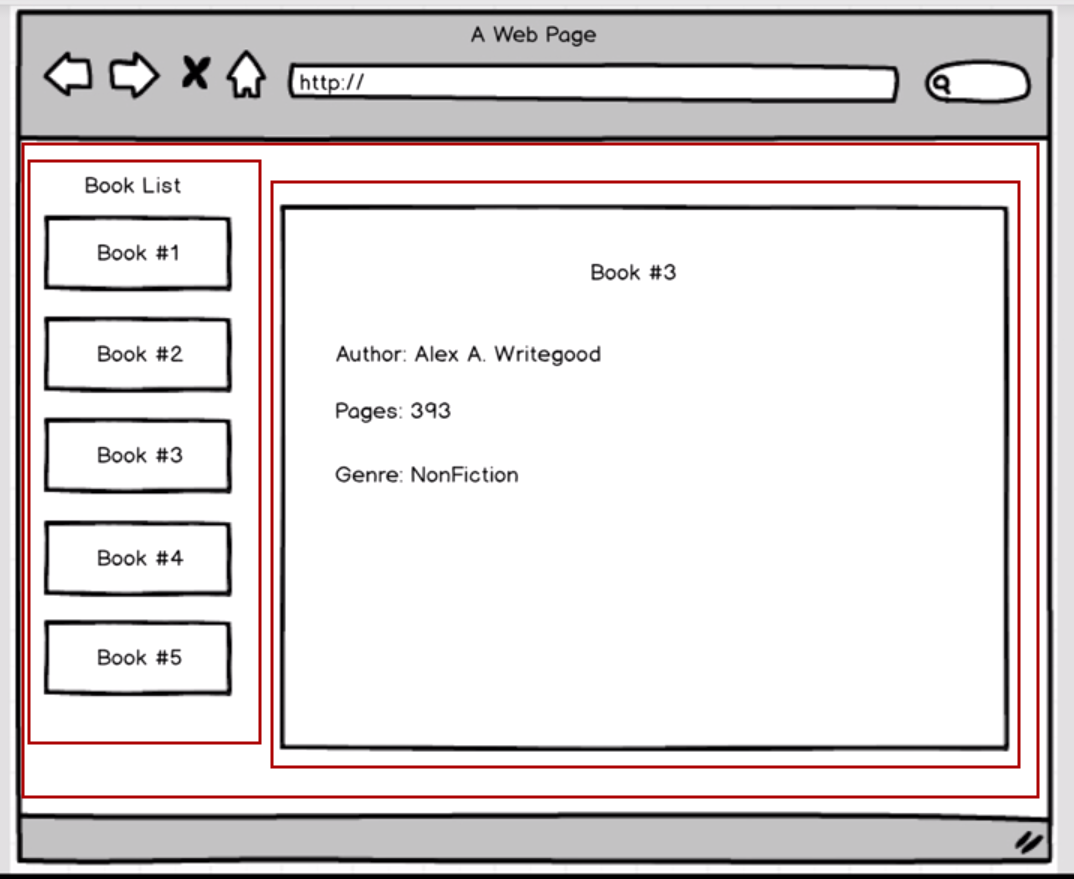 A Web Page
http://
Book List
Book #1
Book #2
Book #3
Book #4
Book #5
Book #3
Author: Alex A. Writegood
Pages: 393
Genre: NonFiction